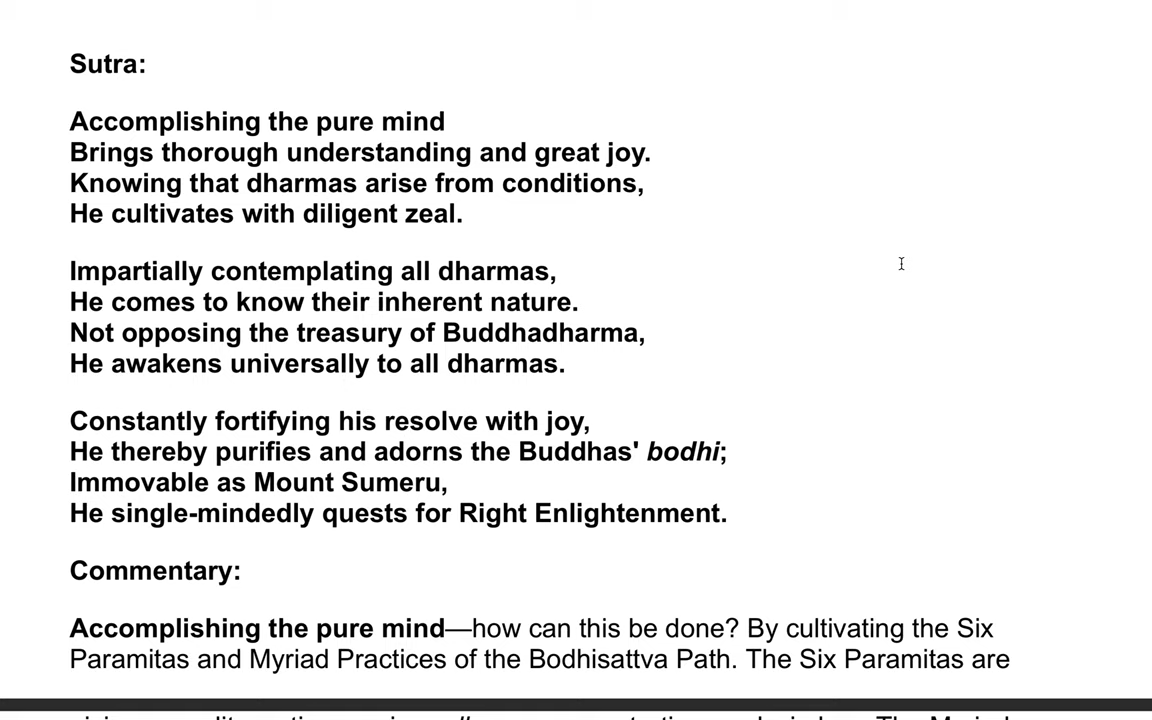 Sutra:
Accomplishing the pure mind
Brings thorough understanding and great joy.
Knowing that dharmas arise from conditions,
He cultivates with diligent zeal.
Impartially contemplating all dharmas,
He comes to know their inherent nature.
Not opposing the treasury of Buddhadharma,
He awakens universally to all dharmas.
Constantly fortifying his resolve with joy,
He thereby purifies and adorns the Buddhas' bodhi;
Immovable as Mount Sumeru,
He single-mindedly quests for Right Enlightenment.
Commentary:
Accomplishing the pure mind—how can this be done? By cultivating the Six
Paramitas and Myriad Practices of the Bodhisattva Path. The Six Paramitas are